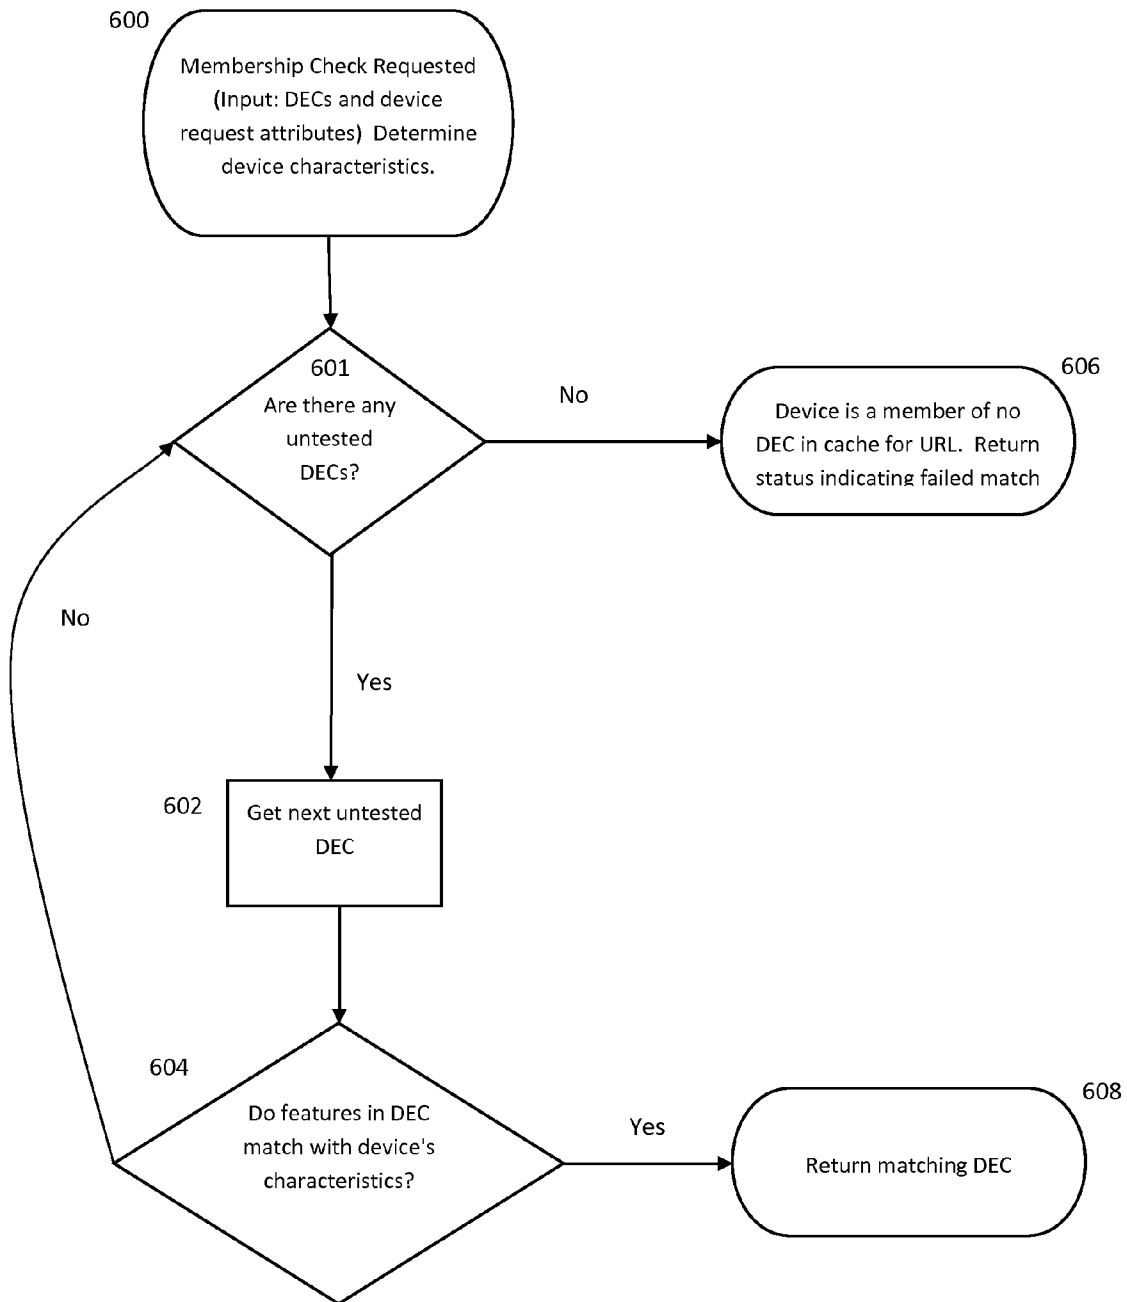 600
Membership Check Requested
(Input: DECs and device
request attributes)  Determine
device characteristics.
601
Are there any
untested
DECs?
No
606
Device is a member of no
DEC in cache for URL.  Return
status indicating failed match
No
Yes
602
Get next untested
DEC
604
Do features in DEC
match with device's
characteristics?
Yes
608
Return matching DEC